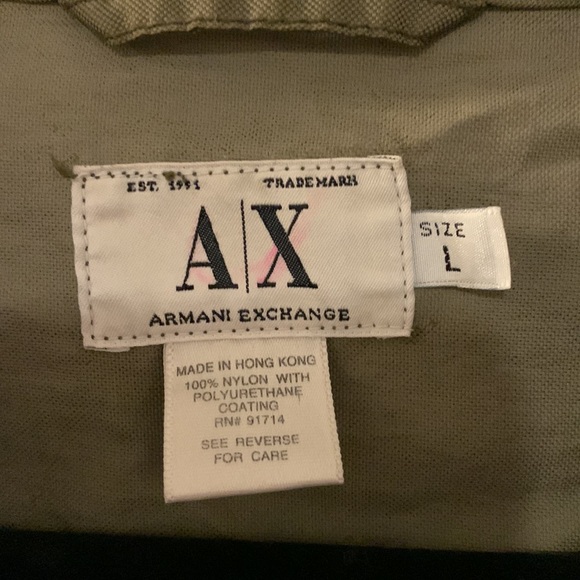 EST. 1991 TRADEMARK
A|X
ARMANI EXCHANGE
SIZE
L
MADE IN HONG KONG
100% NYLON WITH
POLYURETHANE
COATING
RN# 91714
SEE REVERSE
FOR CARE